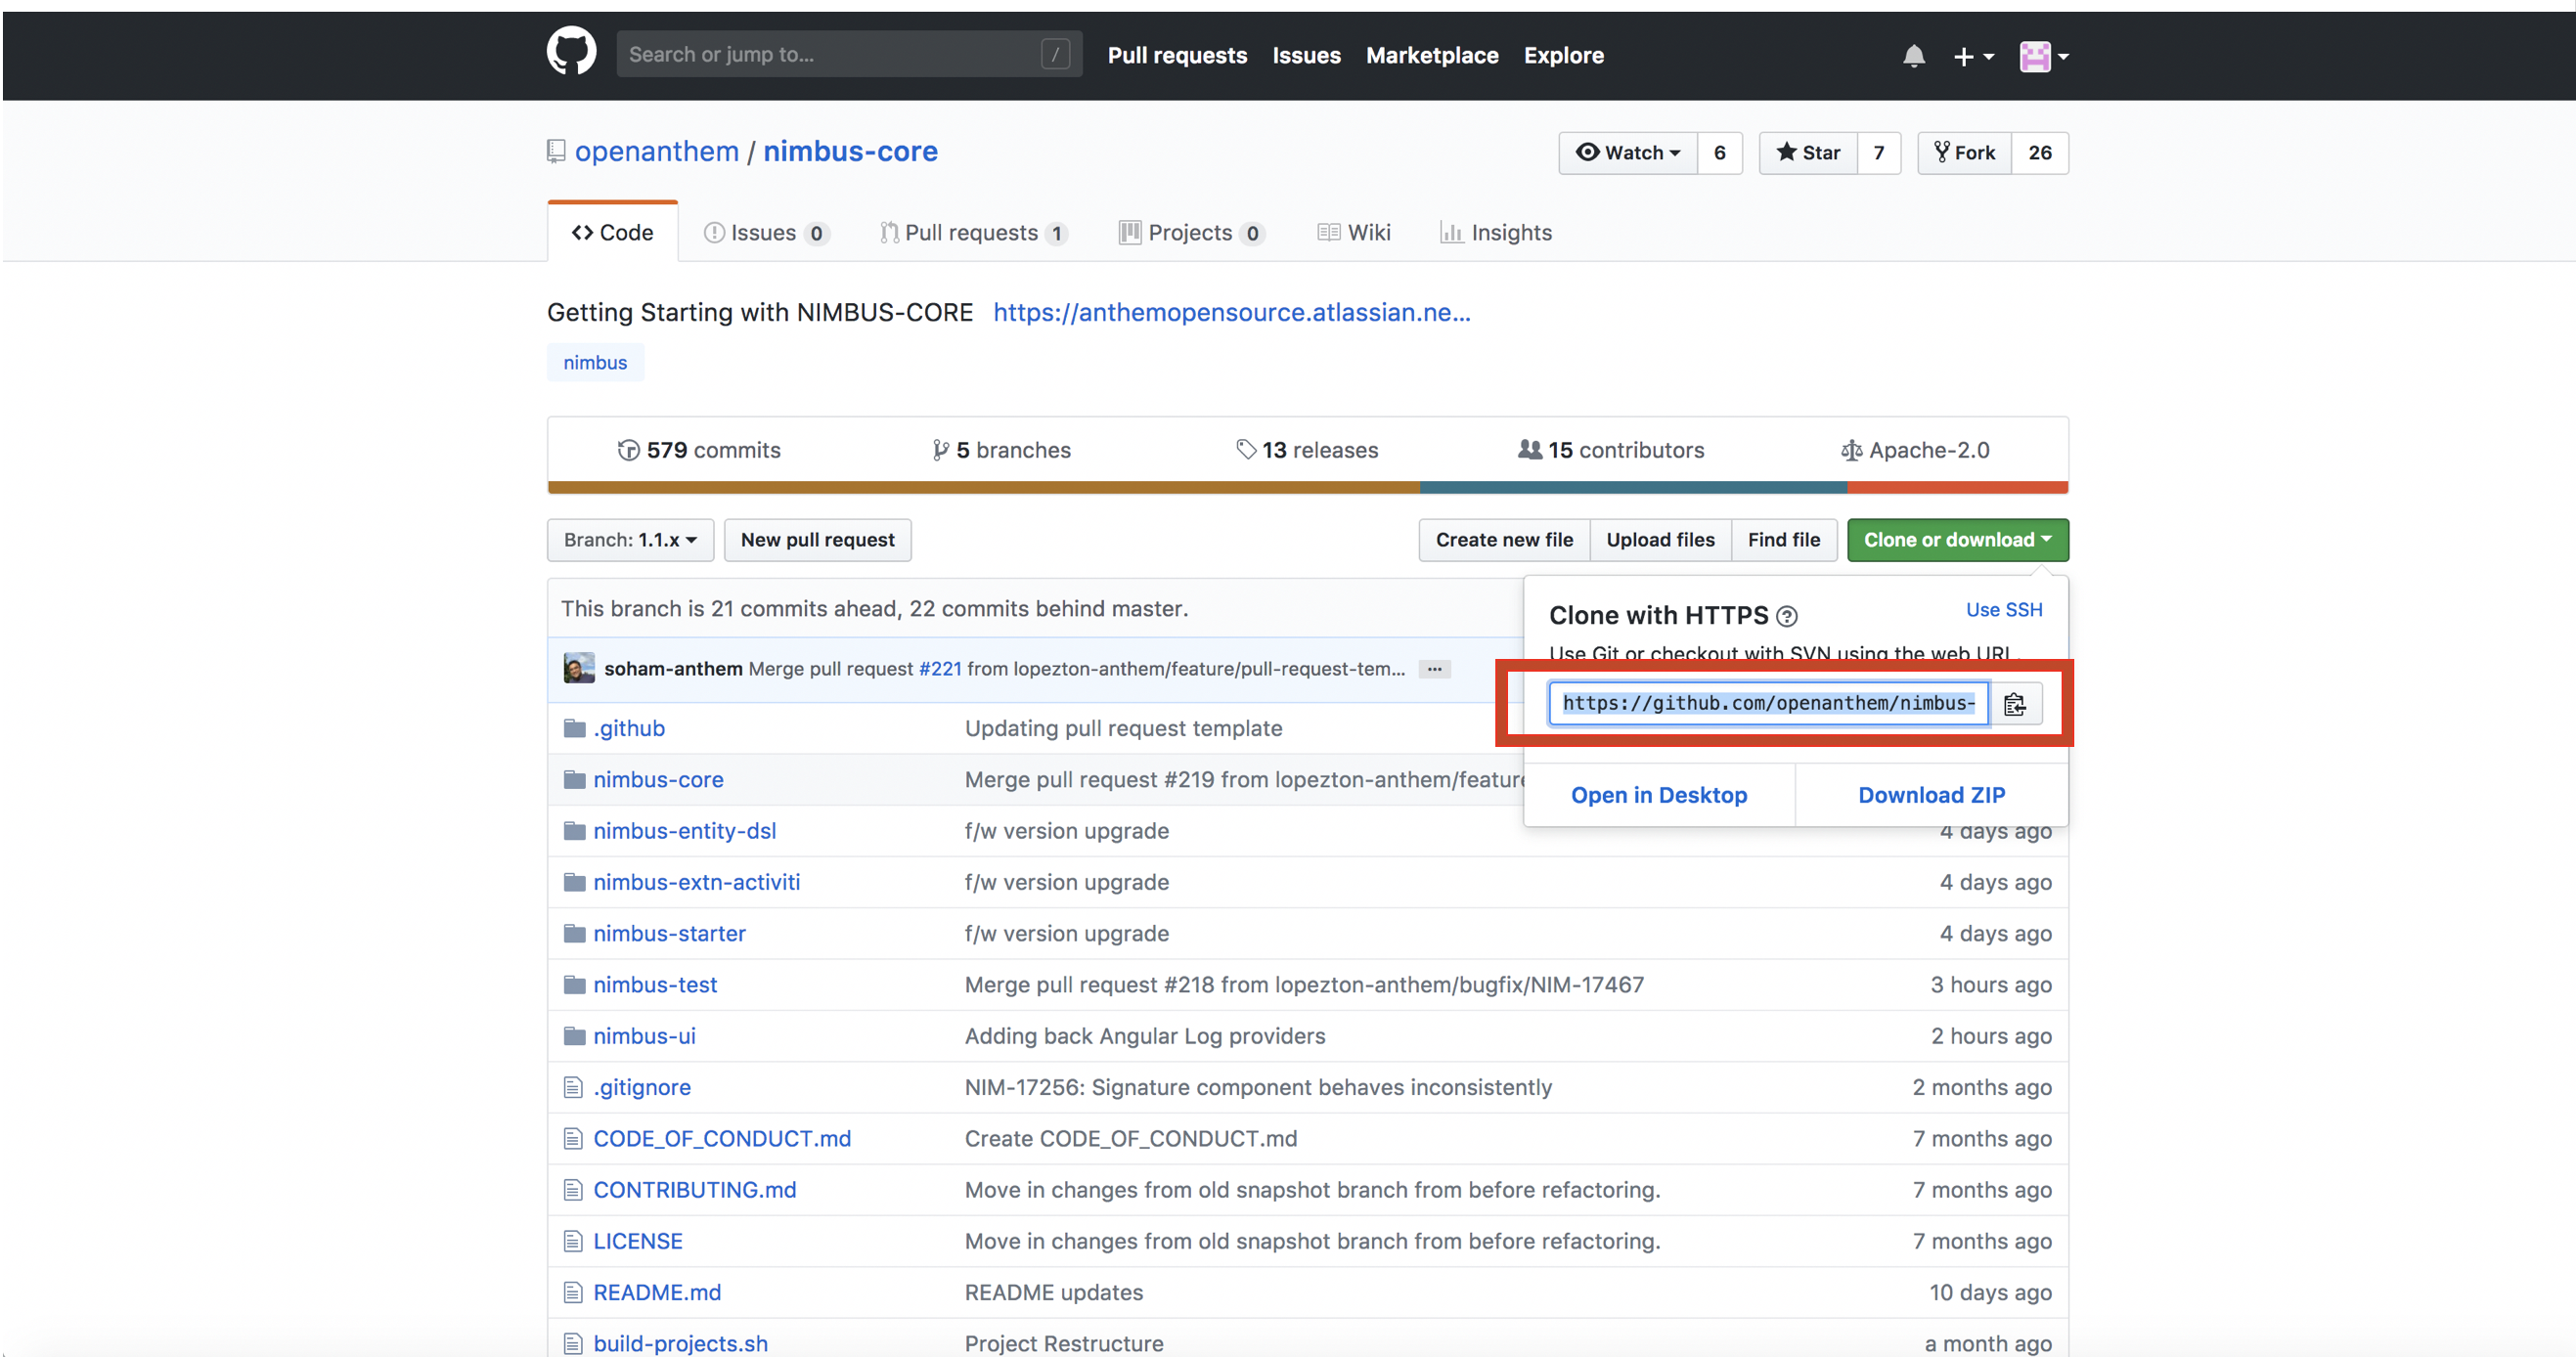 Search or jump to... /
Pull requests Issues Marketplace Explore
openanthem / nimbus-core
Watch 6 Star 7 Fork 26
Code Issues 0 Pull requests 1 Projects 0 Wiki Insights
Getting Starting with NIMBUS-CORE https://anthemopensource.atlassian.ne...
nimbus
579 commits 5 branches 13 releases 15 contributors Apache-2.0
Branch: 1.1.x New pull request Create new file Upload files Find file Clone or download
This branch is 21 commits ahead, 22 commits behind master.
Clone with HTTPS ? Use SSH
Use Git or checkout with SVN using the web URL.
https://github.com/openanthem/nimbus-
Open in Desktop Download ZIP
soham-anthem Merge pull request #221 from lopezton-anthem/feature/pull-request-tem... ...
.github Updating pull request template
nimbus-core Merge pull request #219 from lopezton-anthem/feature
nimbus-entity-dsl f/w version upgrade 4 days ago
nimbus-extn-activiti f/w version upgrade 4 days ago
nimbus-starter f/w version upgrade 4 days ago
nimbus-test Merge pull request #218 from lopezton-anthem/bugfix/NIM-17467 3 hours ago
nimbus-ui Adding back Angular Log providers 2 hours ago
.gitignore NIM-17256: Signature component behaves inconsistently 2 months ago
CODE_OF_CONDUCT.md Create CODE_OF_CONDUCT.md 7 months ago
CONTRIBUTING.md Move in changes from old snapshot branch from before refactoring. 7 months ago
LICENSE Move in changes from old snapshot branch from before refactoring. 7 months ago
README.md README updates 10 days ago
build-projects.sh Project Restructure a month ago